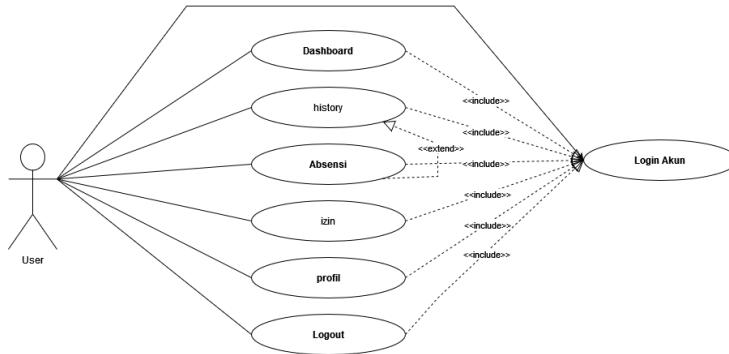 Dashboard
<<include>>
history
<<include>>
<<extend>>
Absensi
<<include>>
Login Akun
<<include>>
izin
<<include>>
User
<<include>>
profil
Logout